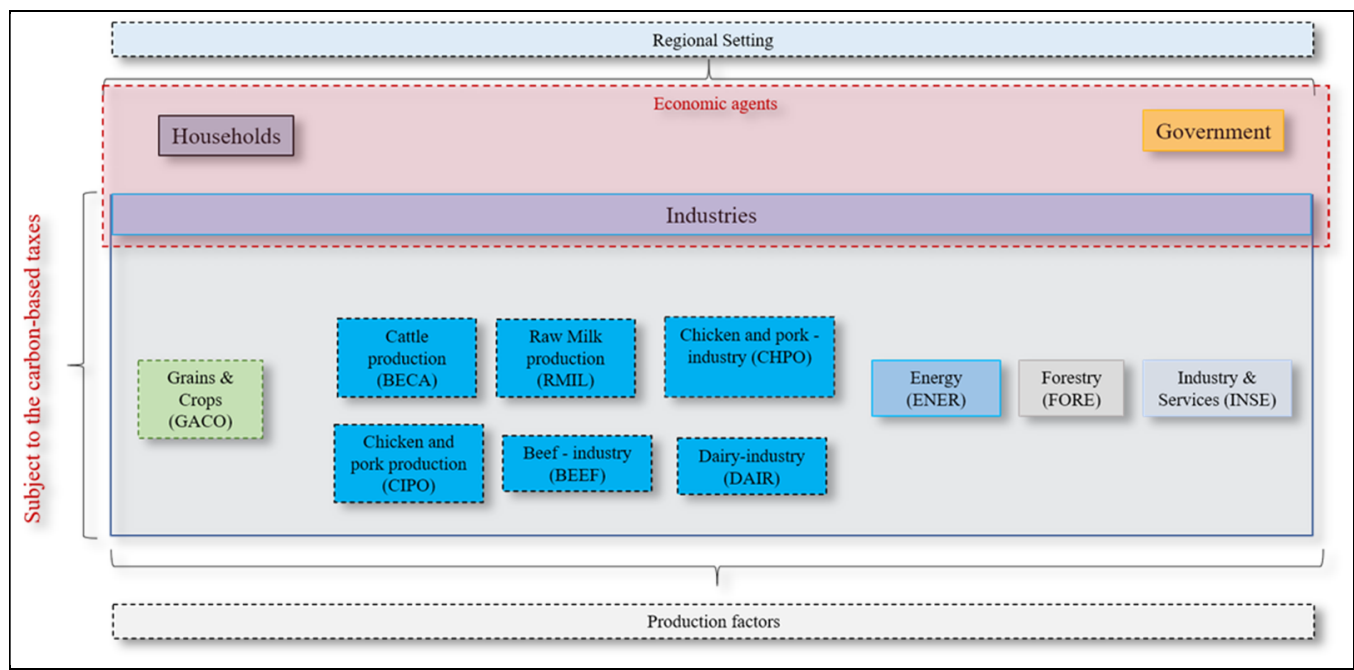 Regional Setting
Economic agents
Households
Government
Industries
Subject to the carbon-based taxes
Grains &
Crops
(GACO)
Cattle
production
(BECA)
Raw Milk
production
(RMIL)
Chicken and pork -
industry (CHPO)
Chicken and
pork production
(CIPO)
Beef - industry
(BEEF)
Dairy-industry
(DAIR)
Energy
(ENER)
Forestry
(FORE)
Industry &
Services (INSE)
Production factors